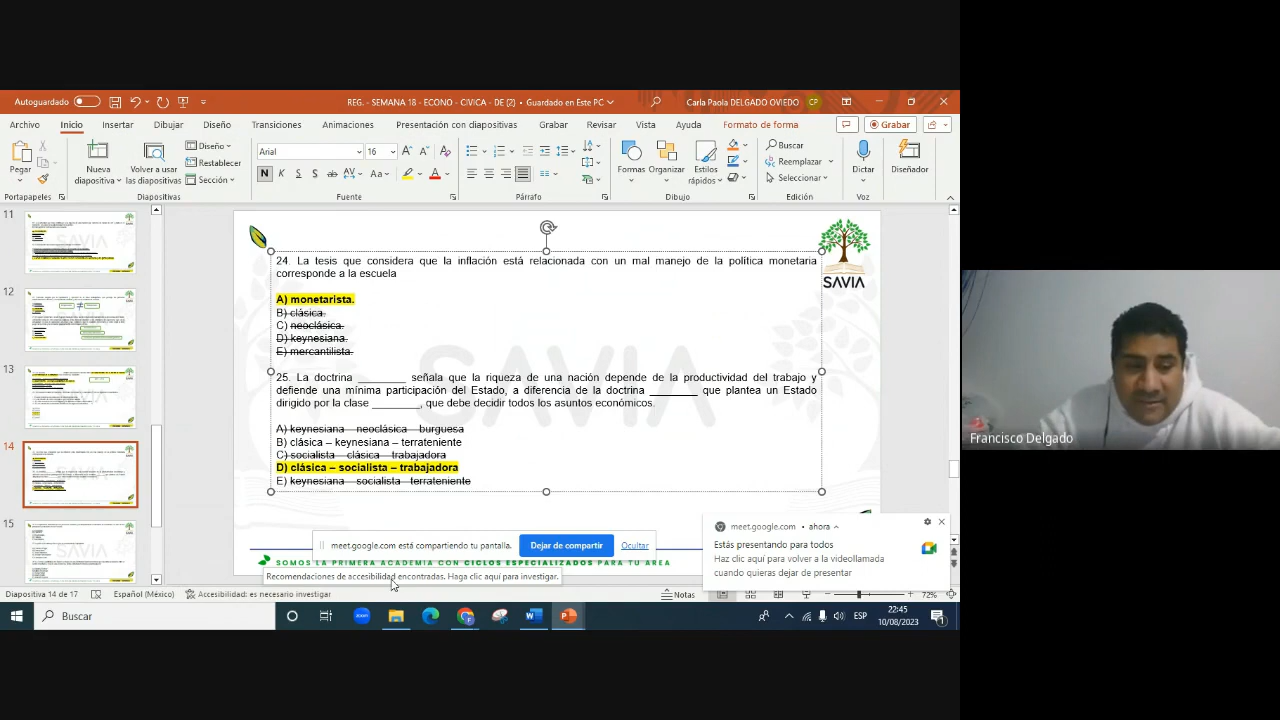 Autoguardado
REG. - SEMANA 18 - ECONO - CIVICA - DE (2) • Guardado en Este PC
Carla Paola DELGADO OVIEDO CP
Archivo Inicio Insertar Dibujar Diseño Transiciones Animaciones Presentación con diapositivas Grabar Revisar Vista Ayuda Formato de forma Grabar
Pegar
Nueva diapositiva
Volver a usar las diapositivas
Diseño
Restablecer
Sección
Arial 16
N K S S ab AV Aa A
Formas Organizar Estilos rápidos
Buscar
Reemplazar
Seleccionar
Dictar
Diseñador
Portapapeles Diapositivas Fuente Párrafo Dibujo Edición Voz Diseñador
11
12
13
14
15
SAVIA
24. La tesis que considera que la inflación está relacionada con un mal manejo de la política monetaria
corresponde a la escuela
A) monetarista.
B) clásica.
C) neoclásica.
D) keynesiana.
E) mercantilista.
SAVIA
25. La doctrina ________ señala que la riqueza de una nación depende de la productividad del trabajo y
defiende una mínima participación del Estado, a diferencia de la doctrina ________ que plantea un Estado
dirigido por la clase ________, que debe decidir todos los asuntos económicos.
A) keynesiana – neoclásica – burguesa
B) clásica – keynesiana – terrateniente
C) socialista – clásica – trabajadora
D) clásica – socialista – trabajadora
E) keynesiana – socialista – terrateniente
meet.google.com está compartiendo tu pantalla.
Dejar de compartir
Ocultar
SOMOS LA PRIMERA ACADEMIA CON CICLOS ESPECIALIZADOS PARA TU AREA
Recomendaciones de accesibilidad encontradas. Haga clic aquí para investigar.
meet.google.com • ahora
Estás presentando para todos
Haz clic aquí para volver a la videollamada
cuando quieras dejar de presentar
Diapositiva 14 de 17
Español (México)
Accesibilidad: es necesario investigar
Notas
72%
Buscar
zoom
ESP
22:45
10/08/2023
1
Francisco Delgado